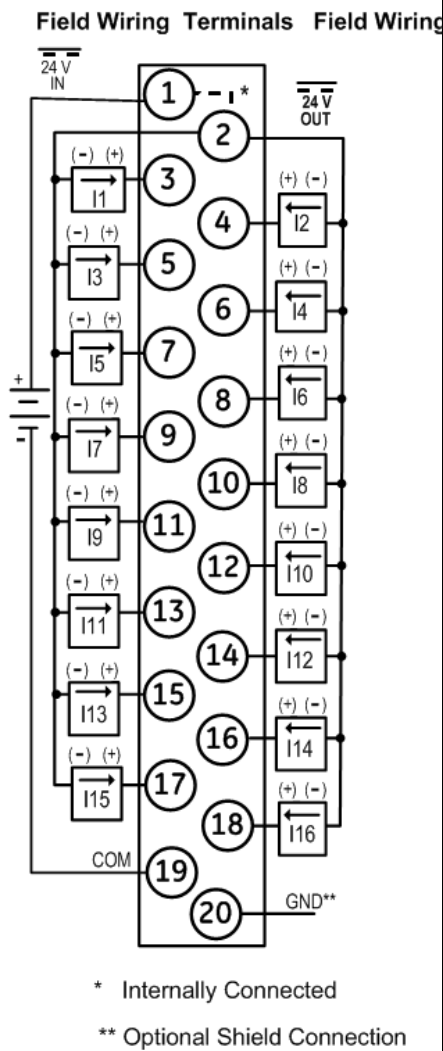 Field Wiring Terminals Field Wiring
24 V
IN
1
*
24 V
OUT
2
(-) (+)
I1
3
(+) (-)
4
I2
(-) (+)
I3
5
(+) (-)
6
I4
(-) (+)
I5
7
(+) (-)
8
I6
+
-
(-) (+)
I7
9
(+) (-)
10
I8
(-) (+)
I9
11
(+) (-)
12
I10
(-) (+)
I11
13
(+) (-)
14
I12
(-) (+)
I13
15
(+) (-)
16
I14
(-) (+)
I15
17
(+) (-)
18
I16
COM
19
20
GND**
* Internally Connected
** Optional Shield Connection